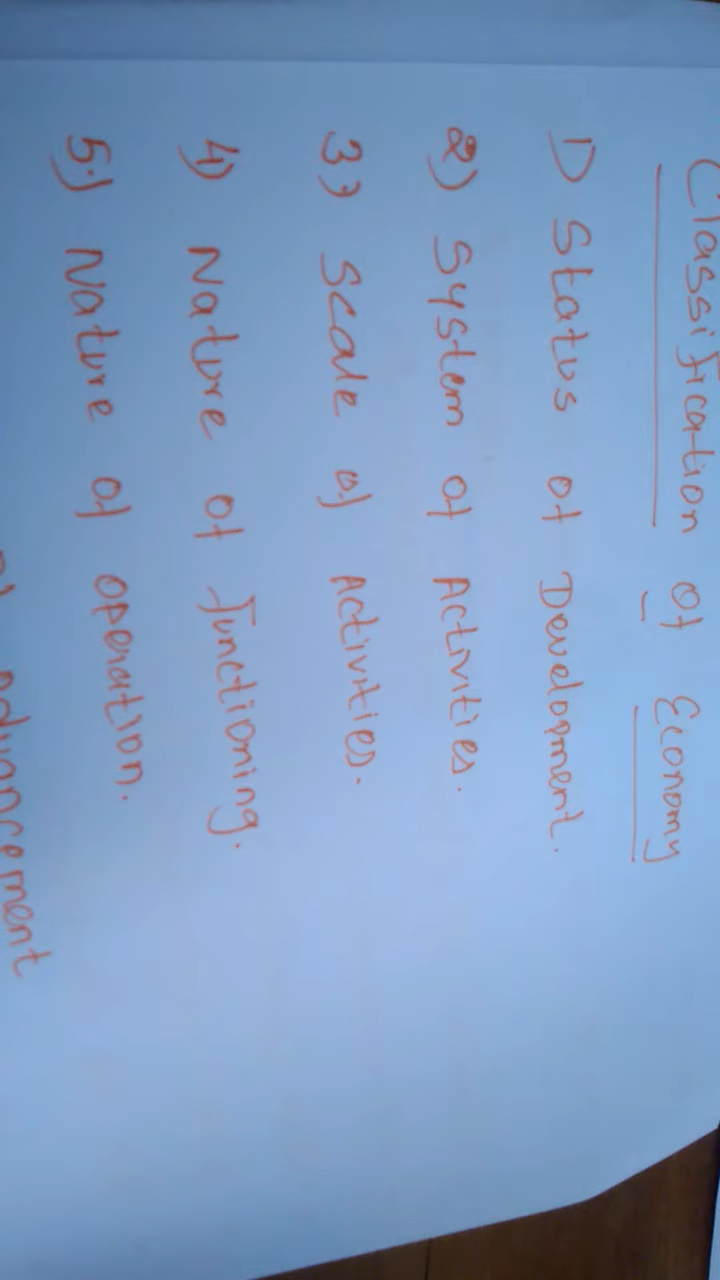 Classification of Economy
1) Status of Development.
2) System of Activities.
3) Scale of Activities.
4) Nature of functioning.
5.) Nature of operation.
advancement